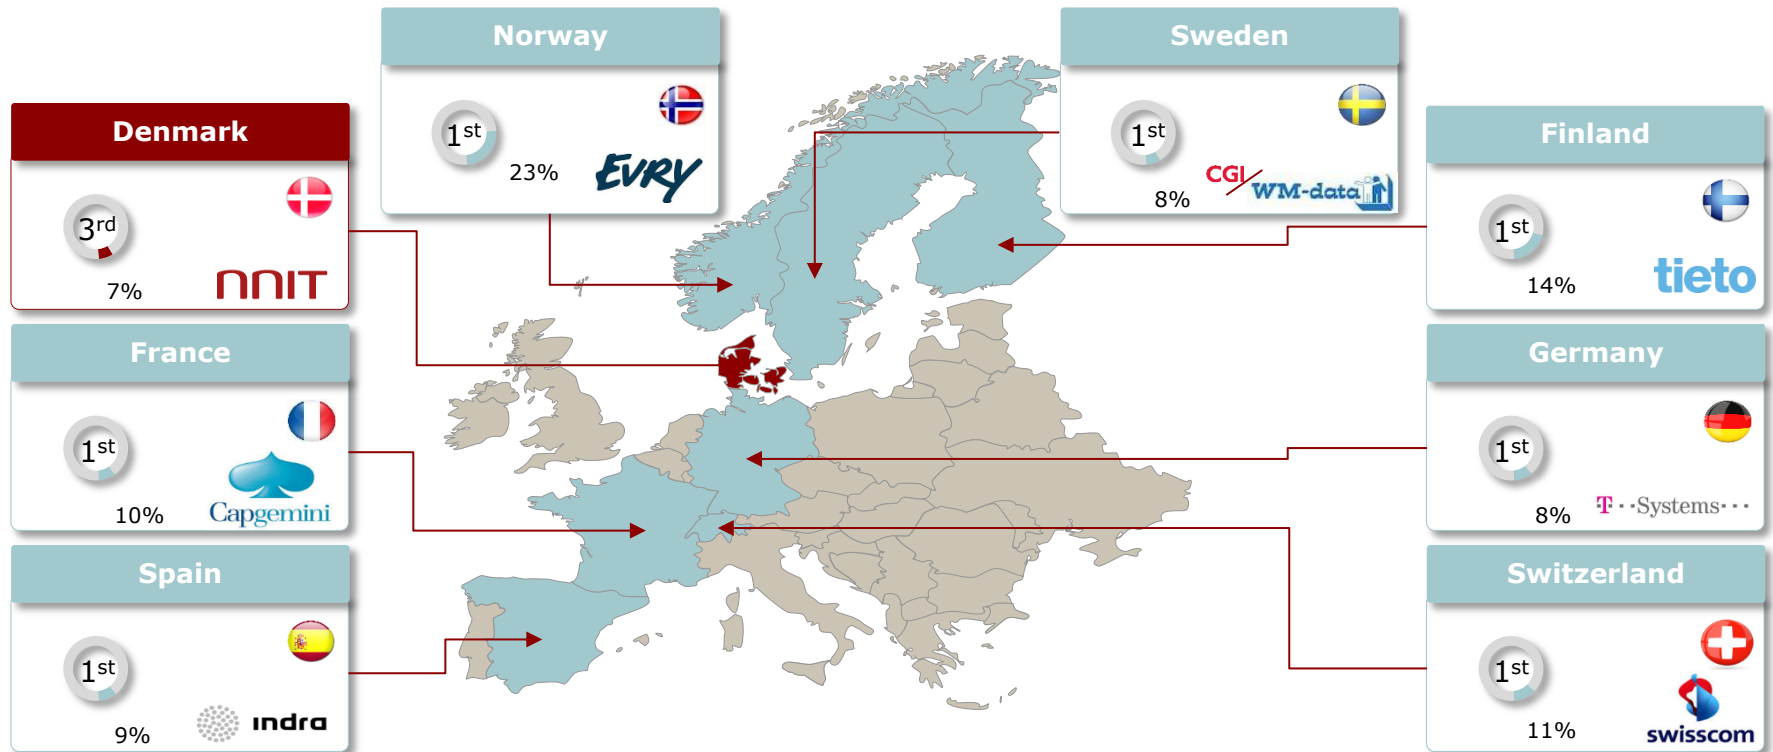 Norway
1st
23%
EVRY
Sweden
1st
8%
CGI
WM-data
Denmark
3rd
7%
nnit
Finland
1st
14%
tieto
France
1st
10%
Capgemini
Germany
1st
8%
T··Systems···
Spain
1st
9%
indra
Switzerland
1st
11%
swisscom